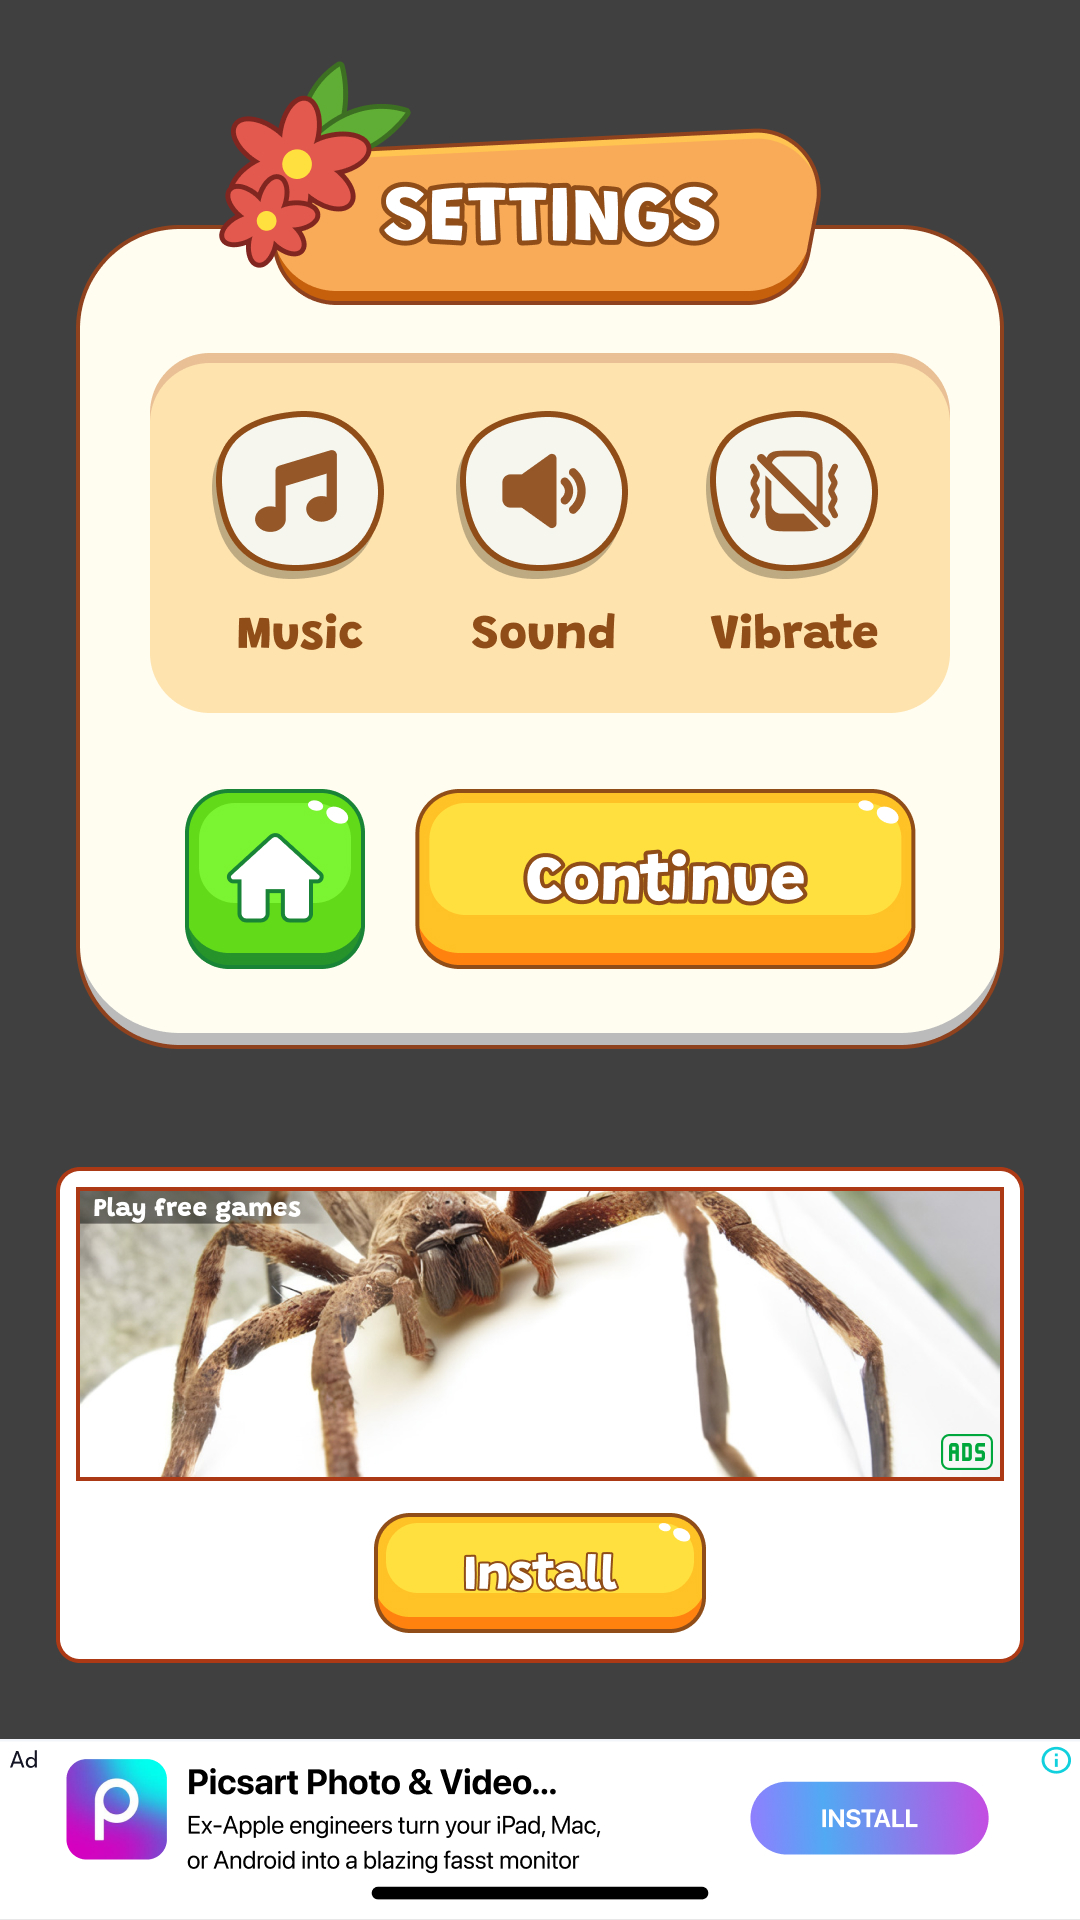 SETTINGS
Music
Sound
Vibrate
Continue
Play free games
ADS
Install
Ad
Picsart Photo & Video...
Ex-Apple engineers turn your iPad, Mac,
or Android into a blazing fasst monitor
INSTALL